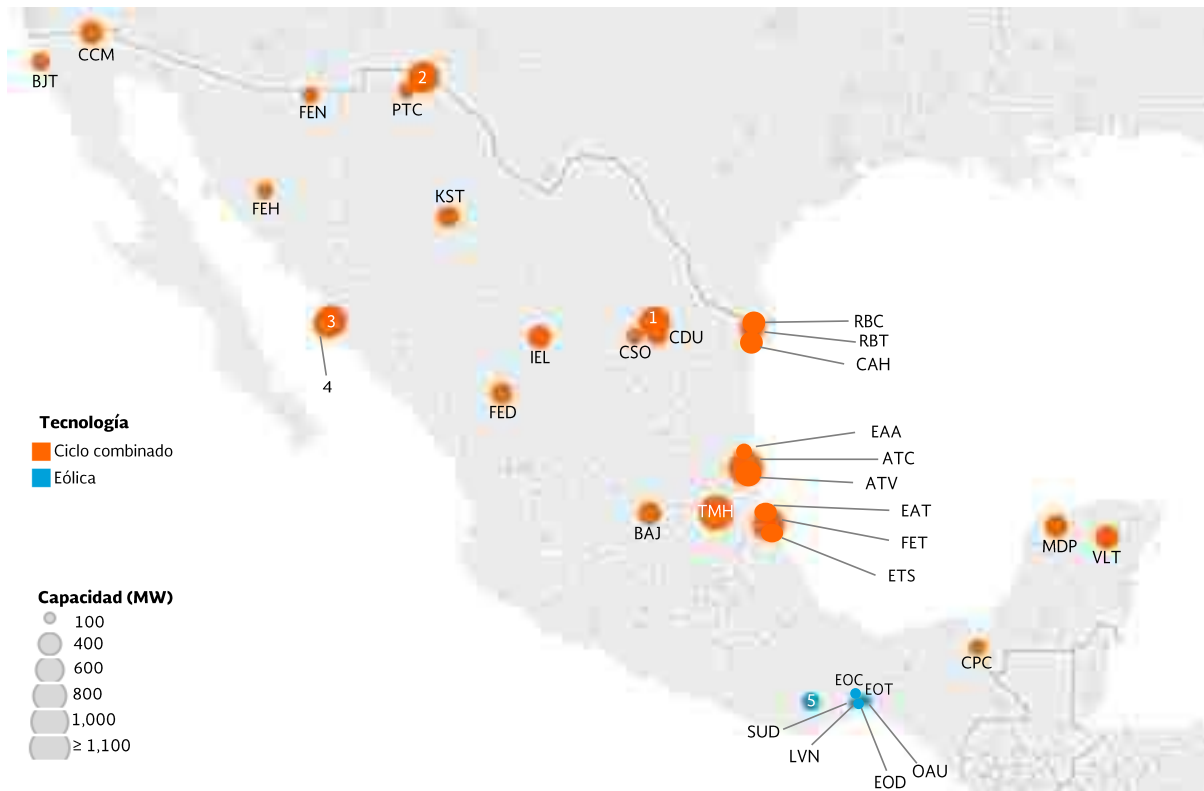 CCM
BJT
2
FEN
PTC
FEH
KST
3
1
RBC
RBT
CDU
CSO
IEL
CAH
4
FED
Tecnología
Ciclo combinado
Eólica
EAA
ATC
ATV
TMH
EAT
BAJ
FET
MDP
VLT
ETS
Capacidad (MW)
100
400
600
800
1,000
≥ 1,100
CPC
EOC
EOT
5
SUD
LVN
OAU
EOD